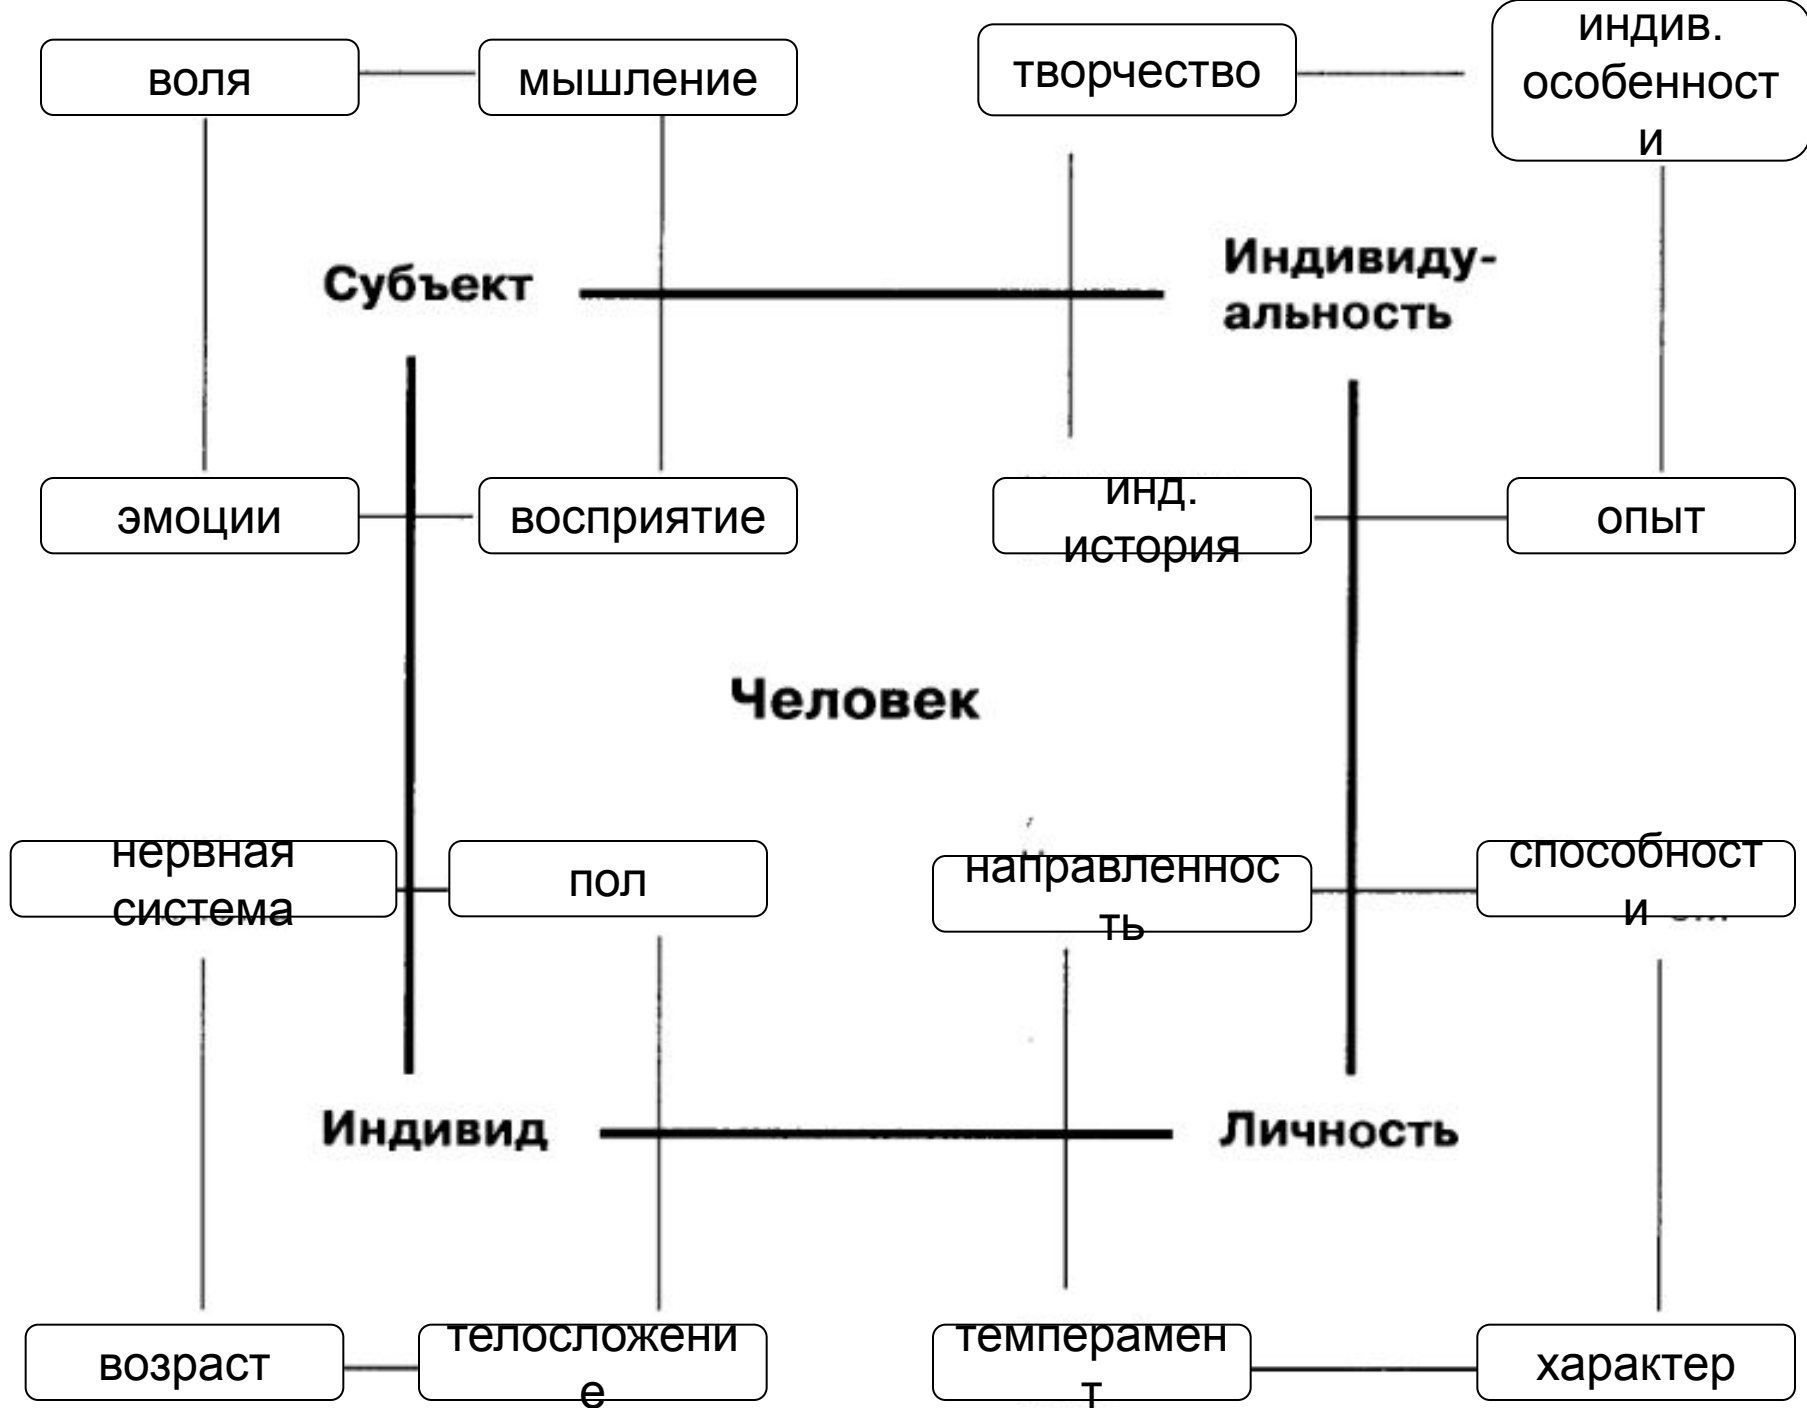 воля
мышление
творчество
индив.
особенност
и
Субъект
Индивиду-
альность
эмоции
восприятие
инд.
история
опыт
Человек
нервная
система
пол
направленнос
ть
способност
и
Индивид
Личность
возраст
телосложени
е
темперамен
т
характер